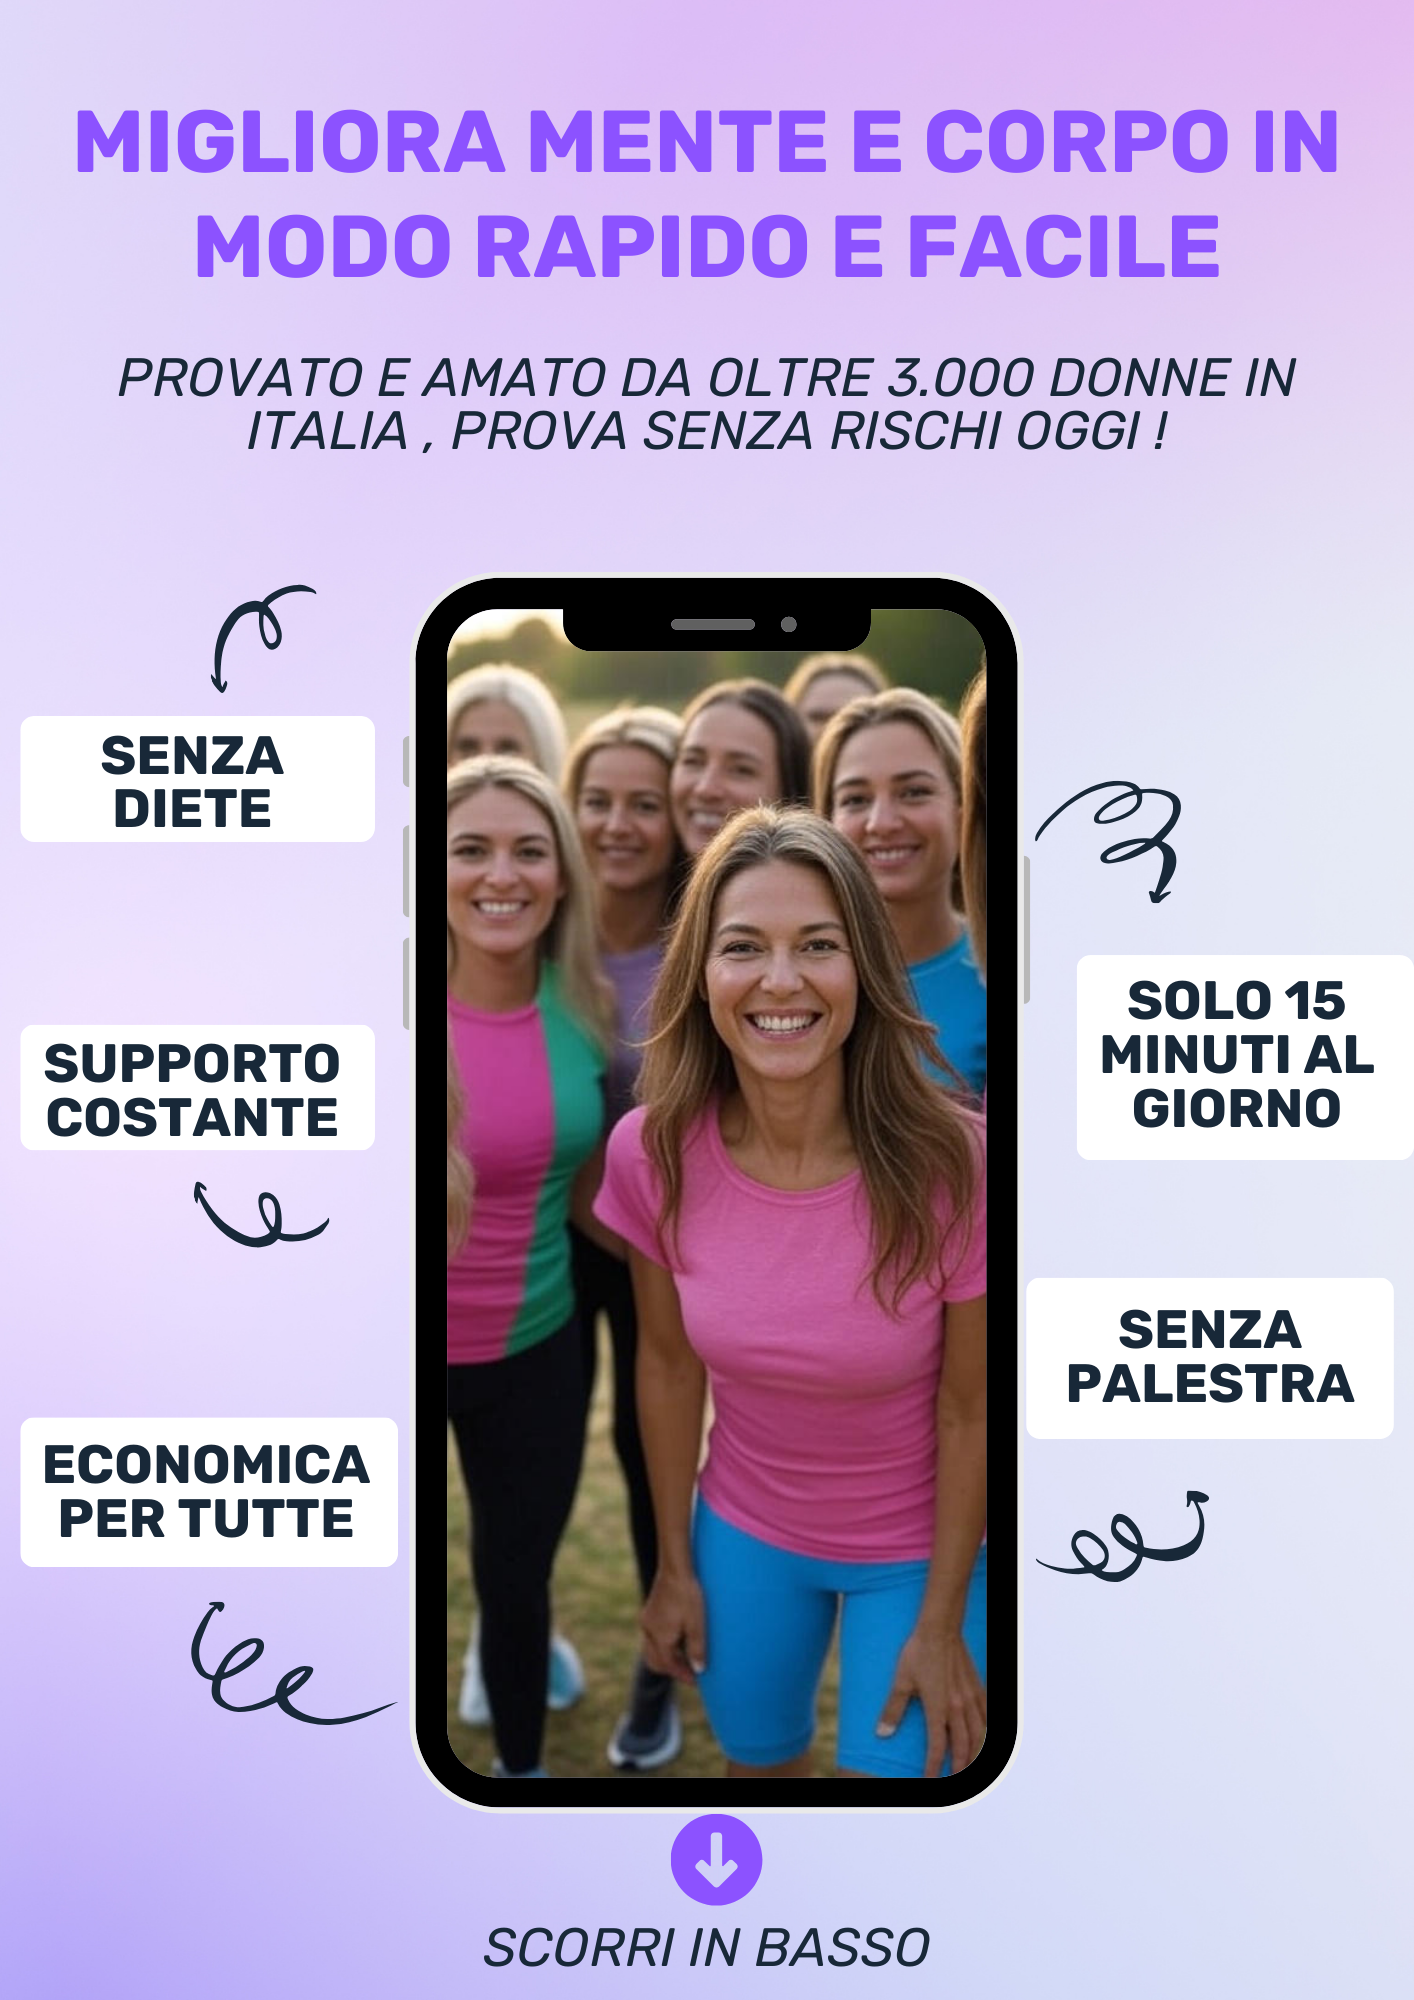 MIGLIORA MENTE E CORPO IN
MODO RAPIDO E FACILE
PROVATO E AMATO DA OLTRE 3.000 DONNE IN
ITALIA , PROVA SENZA RISCHI OGGI !
SENZA
DIETE
SOLO 15
MINUTI AL
GIORNO
SUPPORTO
COSTANTE
SENZA
PALESTRA
ECONOMICA
PER TUTTE
SCORRI IN BASSO